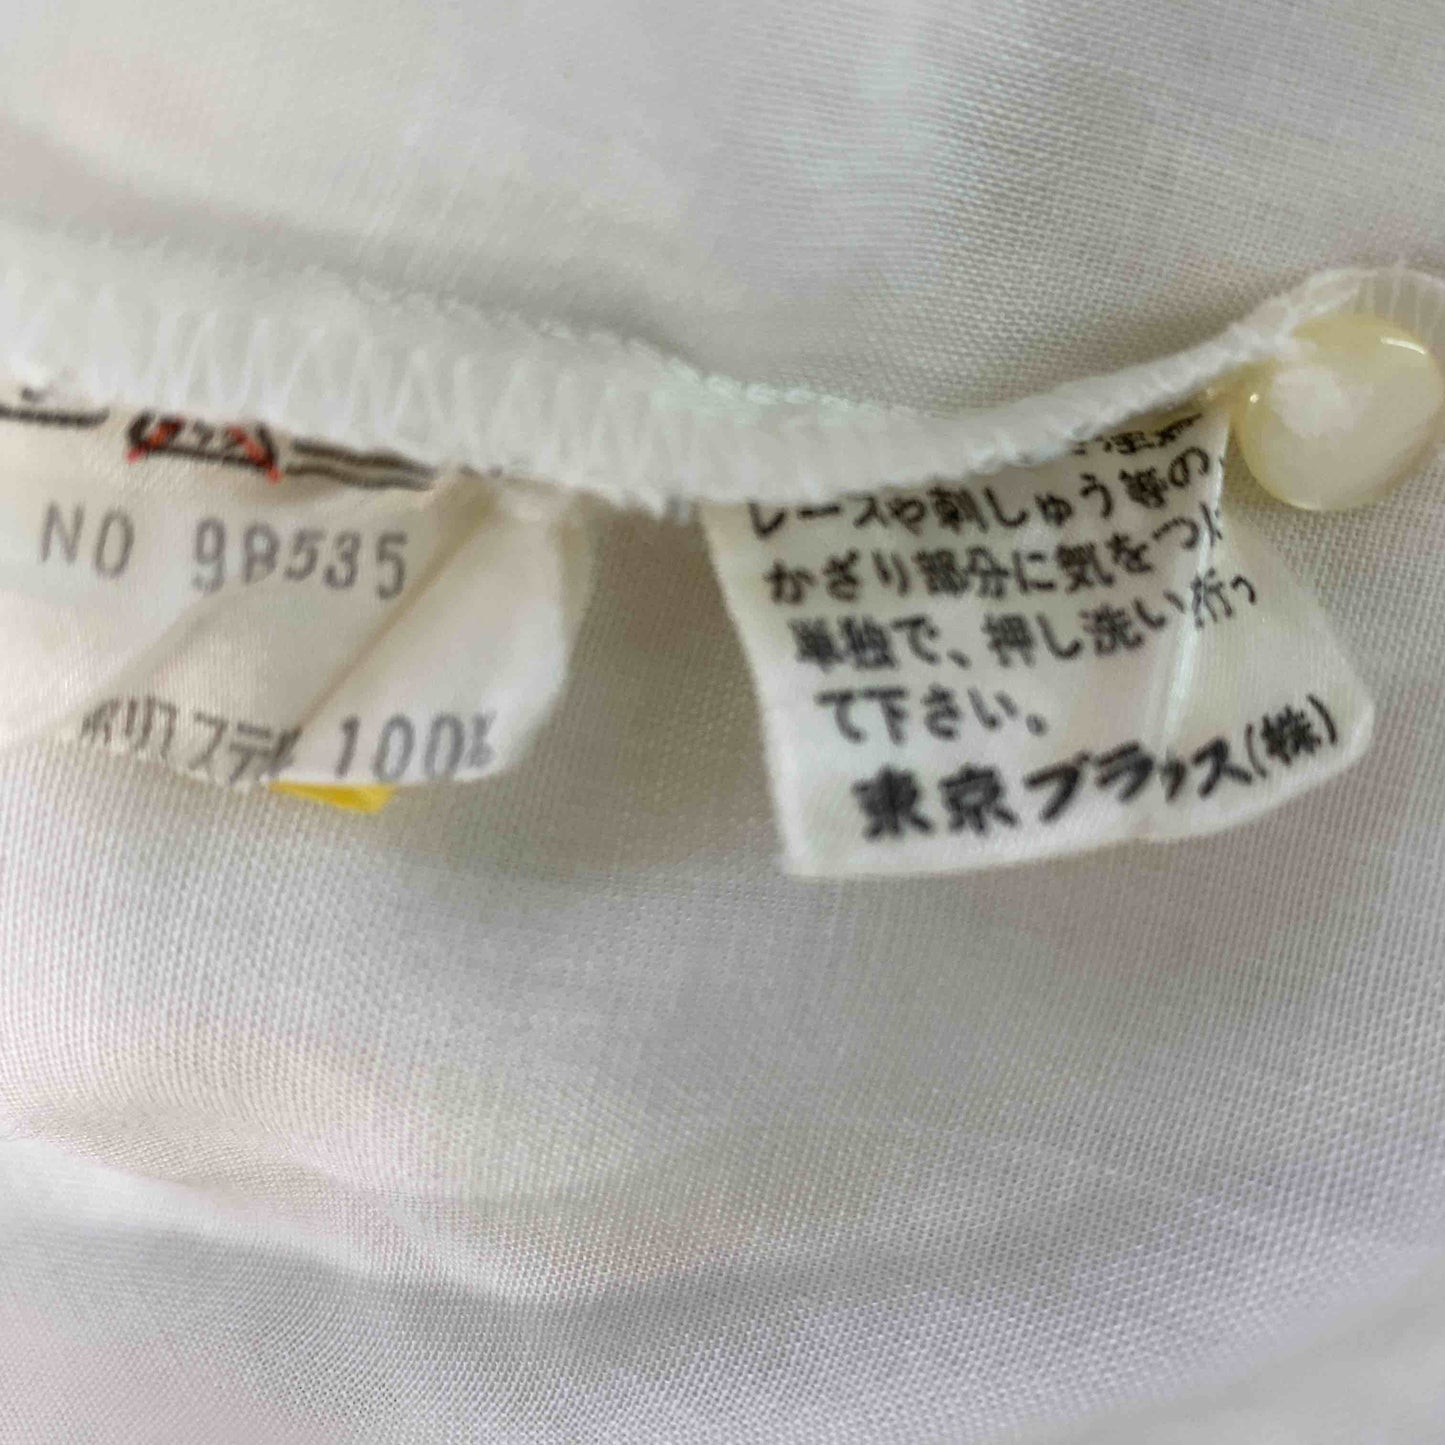 NO 9B535
ポリエステル 100%
レースや刺しゅう等の
かざり部分に気をつけ
単独で、押し洗い行っ
て下さい。
東京ブラウス(株)